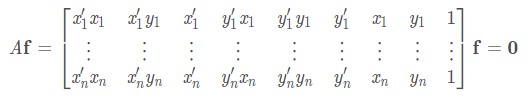 Af = [ x′₁x₁ x′₁y₁ x′₁ y′₁x₁ y′₁y₁ y′₁ x₁ y₁ 1
⋮ ⋮ ⋮ ⋮ ⋮ ⋮ ⋮ ⋮ ⋮
x′ₙxₙ x′ₙyₙ x′ₙ y′ₙxₙ y′ₙyₙ y′ₙ xₙ yₙ 1 ] f = 0